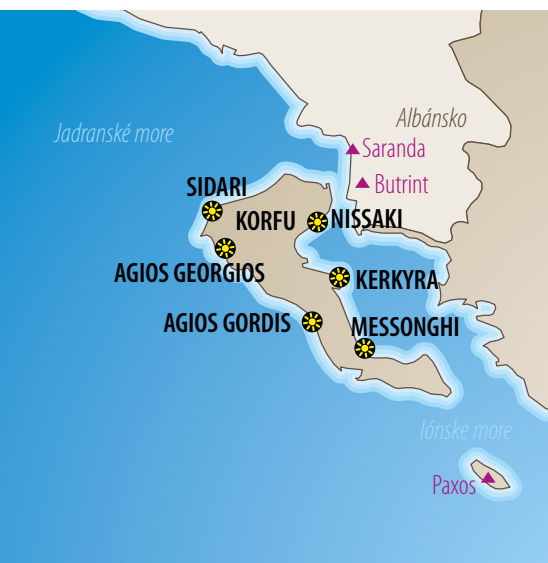 Albánsko
Jadranské more
Saranda
Butrint
SIDARI
KORFU
NISSAKI
AGIOS GEORGIOS
KERKYRA
AGIOS GORDIS
MESSONGHI
Iónske more
Paxos